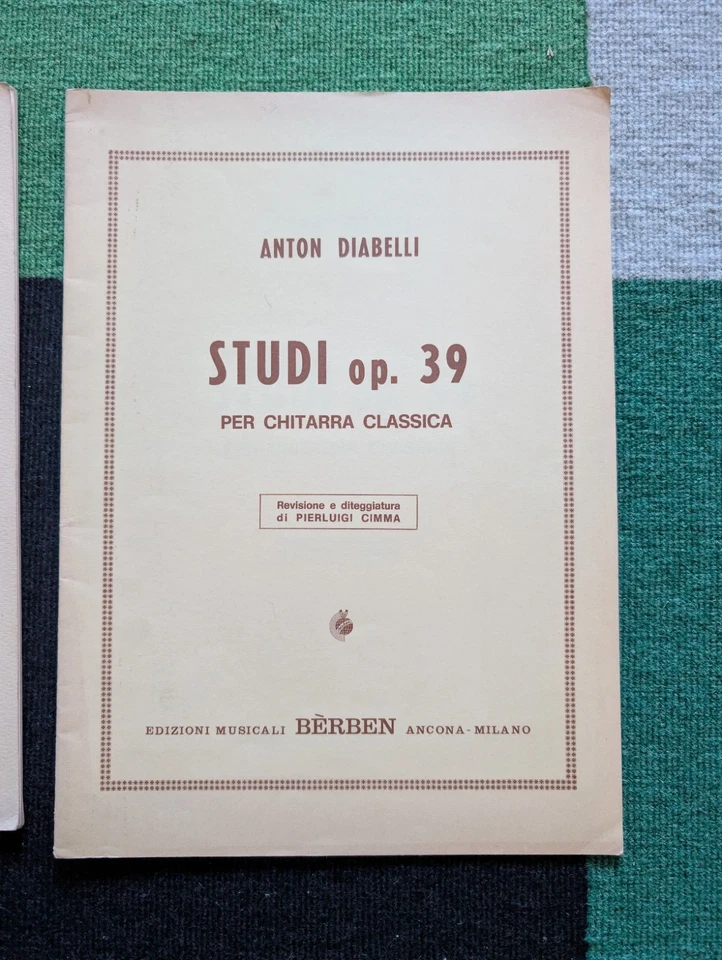 ANTON DIABELLI
STUDI op. 39
PER CHITARRA CLASSICA
Revisione e diteggiatura
di PIERLUIGI CIMMA
EDIZIONI MUSICALI BÈRBEN ANCONA - MILANO